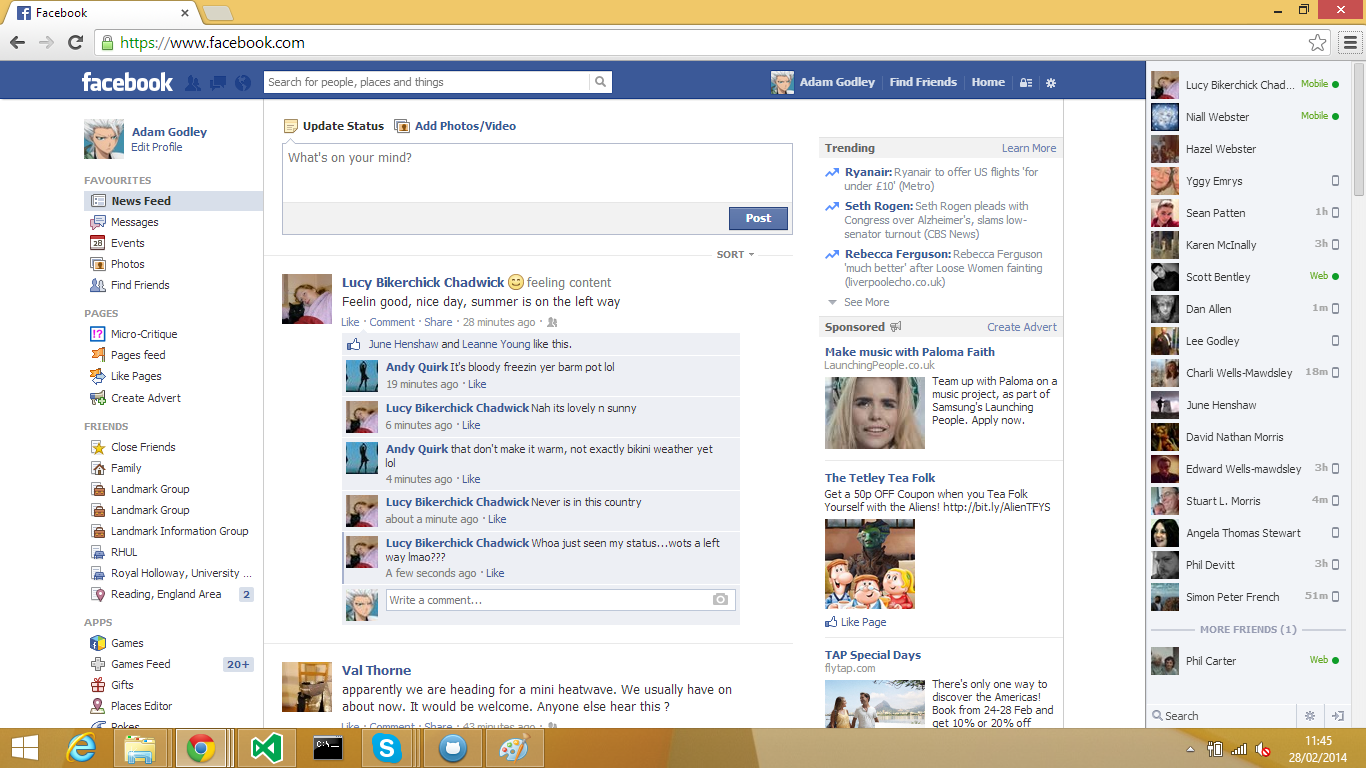 Facebook
https://www.facebook.com
facebook
Search for people, places and things
Adam Godley
Find Friends
Home
Adam Godley
Edit Profile
FAVOURITES
News Feed
Messages
28
Events
Photos
Find Friends
PAGES
!?
Micro-Critique
Pages feed
Like Pages
Create Advert
FRIENDS
Close Friends
Family
Landmark Group
Landmark Group
Landmark Information Group
RHUL
Royal Holloway, University ...
Reading, England Area 2
APPS
Games
Games Feed 20+
Gifts
Places Editor
Pokes
Update Status
Add Photos/Video
What's on your mind?
Post
SORT
Lucy Bikerchick Chadwick feeling content
Feelin good, nice day, summer is on the left way
Like · Comment · Share · 28 minutes ago ·
June Henshaw and Leanne Young like this.
Andy Quirk It's bloody freezin yer barm pot lol
19 minutes ago · Like
Lucy Bikerchick Chadwick Nah its lovely n sunny
6 minutes ago · Like
Andy Quirk that don't make it warm, not exactly bikini weather yet
lol
4 minutes ago · Like
Lucy Bikerchick Chadwick Never is in this country
about a minute ago · Like
Lucy Bikerchick Chadwick Whoa just seen my status...wots a left
way lmao???
A few seconds ago · Like
Write a comment...
Val Thorne
apparently we are heading for a mini heatwave. We usually have on
about now. It would be welcome. Anyone else hear this ?
Like · Comment · Share · 43 minutes ago ·
Trending
Learn More
Ryanair: Ryanair to offer US flights 'for
under £10' (Metro)
Seth Rogen: Seth Rogen pleads with
Congress over Alzheimer's, slams low-
senator turnout (CBS News)
Rebecca Ferguson: Rebecca Ferguson
'much better' after Loose Women fainting
(liverpoolecho.co.uk)
See More
Sponsored
Create Advert
Make music with Paloma Faith
LaunchingPeople.co.uk
Team up with Paloma on a
music project, as part of
Samsung's Launching
People. Apply now.
The Tetley Tea Folk
Get a 50p OFF Coupon when you Tea Folk
Yourself with the Aliens! http://bit.ly/AlienTFYS
Like Page
TAP Special Days
flytap.com
There's only one way to
discover the Americas!
Book from 24-28 Feb and
get 10% or 20% off
Lucy Bikerchick Chad... Mobile
Niall Webster Mobile
Hazel Webster
Yggy Emrys
Sean Patten 1h
Karen McInally 3h
Scott Bentley Web
Dan Allen 1m
Lee Godley
Charli Wells-Mawdsley 18m
June Henshaw
David Nathan Morris
Edward Wells-mawdsley 3h
Stuart L. Morris 4m
Angela Thomas Stewart
Phil Devitt 3h
Simon Peter French 51m
MORE FRIENDS (1)
Phil Carter Web
Search
C:\_
11:45
28/02/2014